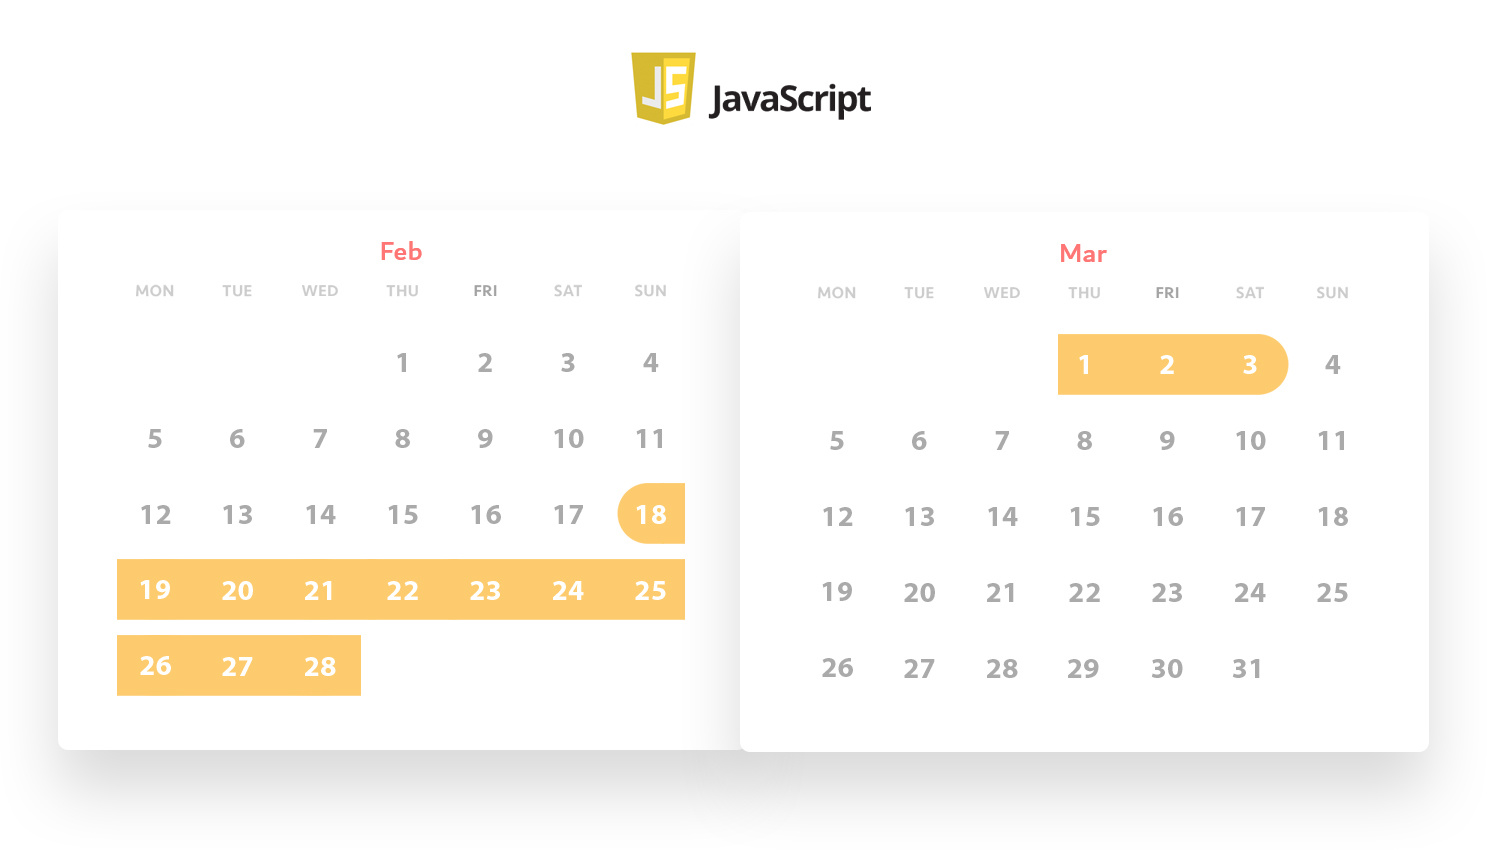 JS JavaScript
Feb
MON TUE WED THU FRI SAT SUN
1 2 3 4
5 6 7 8 9 10 11
12 13 14 15 16 17 18
19 20 21 22 23 24 25
26 27 28
Mar
MON TUE WED THU FRI SAT SUN
1 2 3 4
5 6 7 8 9 10 11
12 13 14 15 16 17 18
19 20 21 22 23 24 25
26 27 28 29 30 31